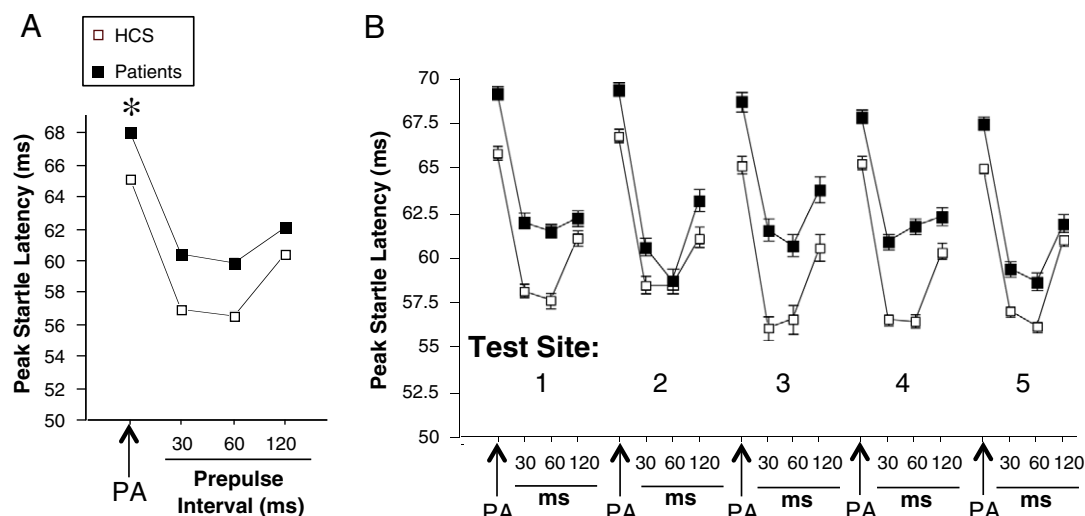 A
HCS
Patients
*
Peak Startle Latency (ms)
68
66
64
62
60
58
56
54
52
50
30 60 120
PA
Prepulse
Interval (ms)
B
Peak Startle Latency (ms)
70
67.5
65
62.5
60
57.5
55
52.5
50
Test Site:
1 2 3 4 5
30 60 120 30 60 120 30 60 120 30 60 120 30 60 120
ms ms ms ms ms
PA PA PA PA PA